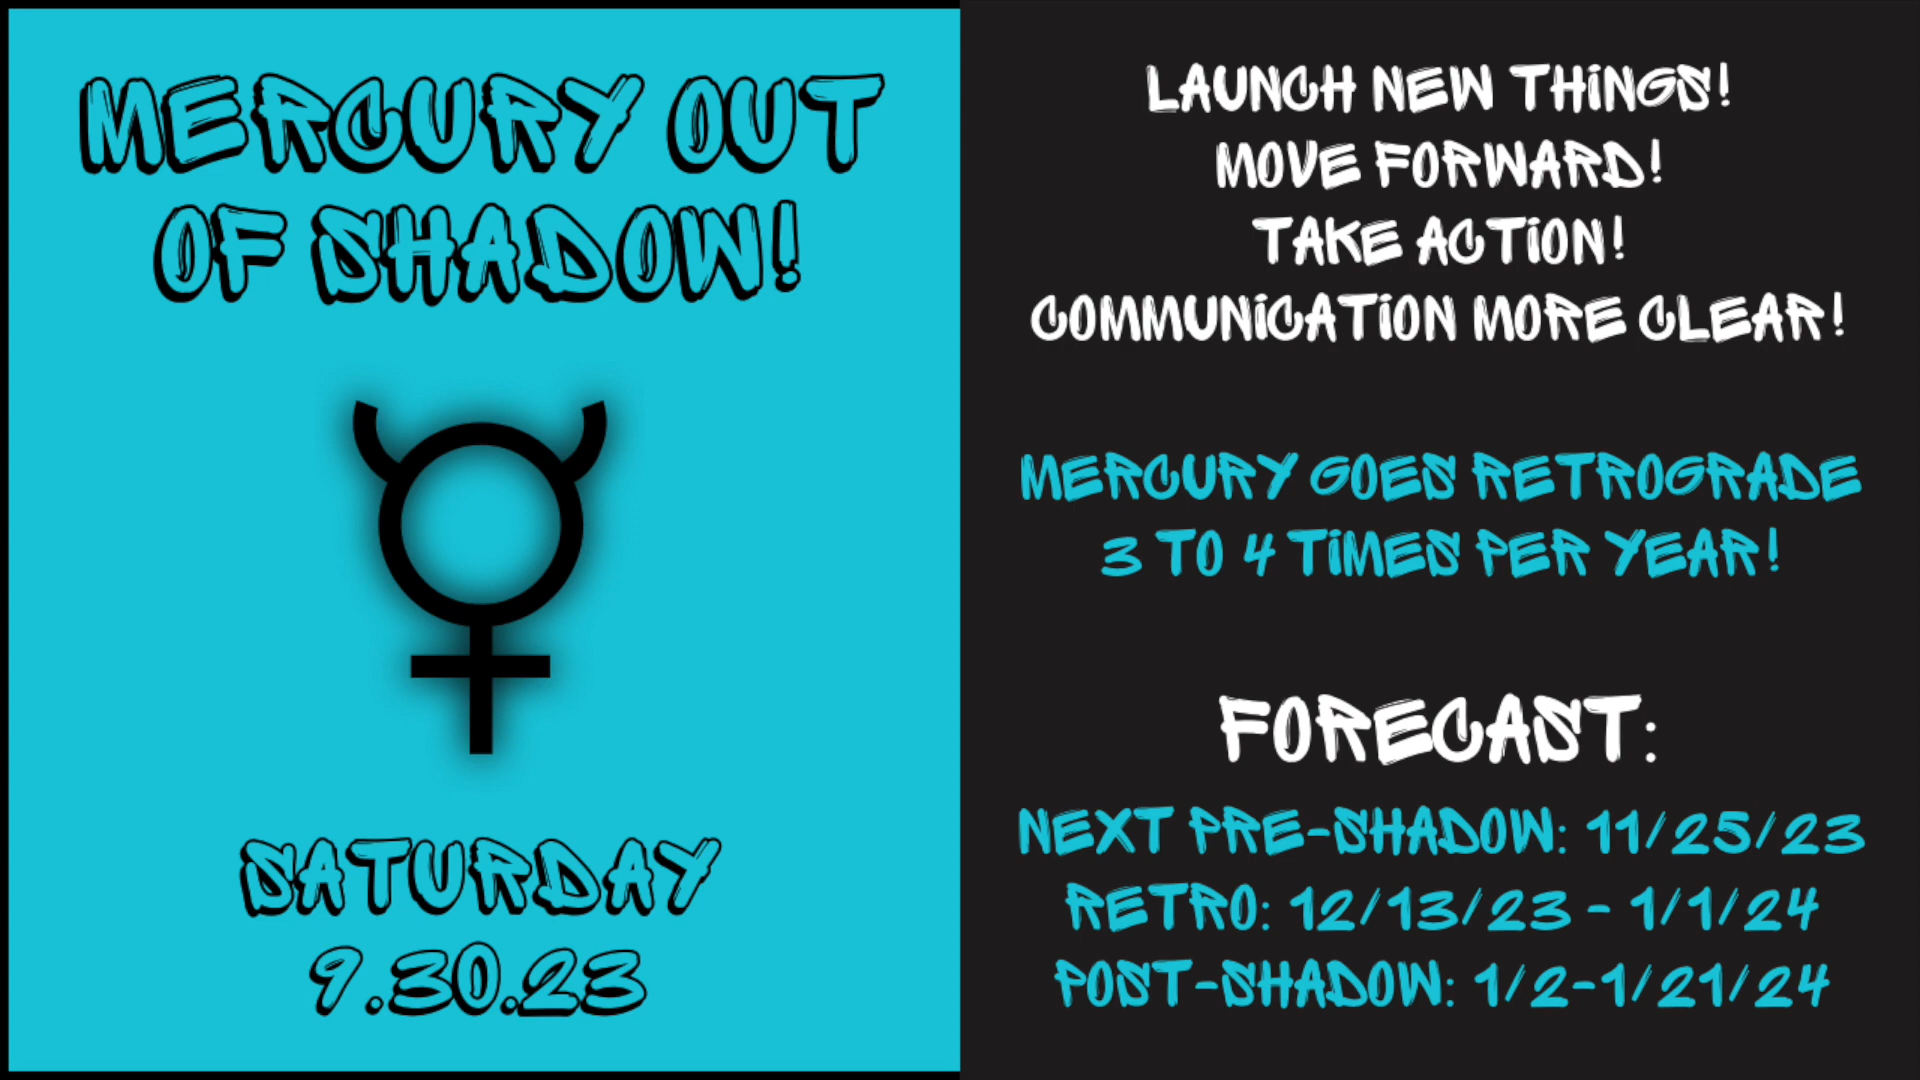 MERCURY OUT
OF SHADOW!
SATURDAY
9.30.23
LAUNCH NEW THINGS!
MOVE FORWARD!
TAKE ACTION!
COMMUNICATION MORE CLEAR!
MERCURY GOES RETROGRADE
3 TO 4 TIMES PER YEAR!
FORECAST:
NEXT PRE-SHADOW: 11/25/23
RETRO: 12/13/23 - 1/1/24
POST-SHADOW: 1/2-1/21/24